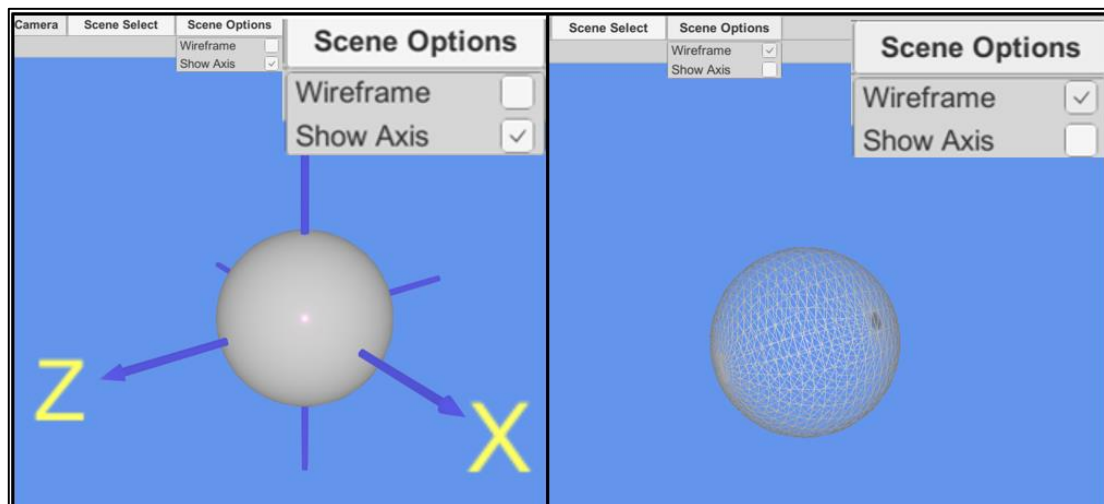 Camera Scene Select Scene Options
Wireframe
Show Axis
Scene Options
Wireframe
Show Axis
Z
X
Scene Select Scene Options
Wireframe
Show Axis
Scene Options
Wireframe
Show Axis